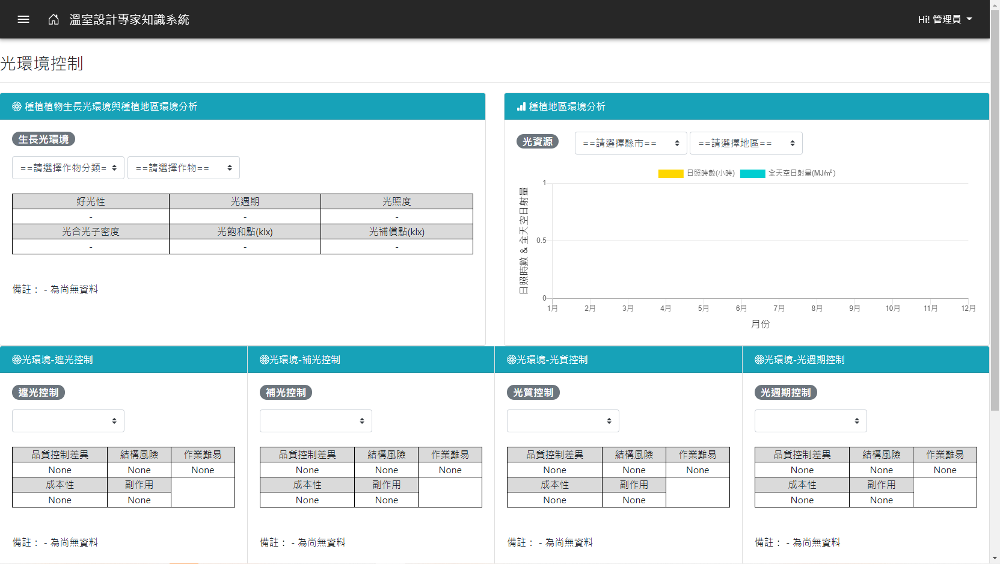 溫室設計專家知識系統
Hi! 管理員
光環境控制
種植植物生長光環境與種植地區環境分析
生長光環境
==請選擇作物分類=
==請選擇作物==
好光性 光週期 光照度
- - -
光合光子密度 光飽和點(klx) 光補償點(klx)
- - -
備註： - 為尚無資料
種植地區環境分析
光資源
==請選擇縣市==
==請選擇地區==
日照時數(小時) 全天空日射量(MJ/㎡)
日照時數 & 全天空日射量
1
0.5
0
1月 2月 3月 4月 5月 6月 7月 8月 9月 10月 11月 12月
月份
光環境-遮光控制
遮光控制
品質控制差異 結構風險 作業難易
None None None
成本性 副作用
None None
備註： - 為尚無資料
光環境-補光控制
補光控制
品質控制差異 結構風險 作業難易
None None None
成本性 副作用
None None
備註： - 為尚無資料
光環境-光質控制
光質控制
品質控制差異 結構風險 作業難易
None None None
成本性 副作用
None None
備註： - 為尚無資料
光環境-光週期控制
光週期控制
品質控制差異 結構風險 作業難易
None None None
成本性 副作用
None None
備註： - 為尚無資料